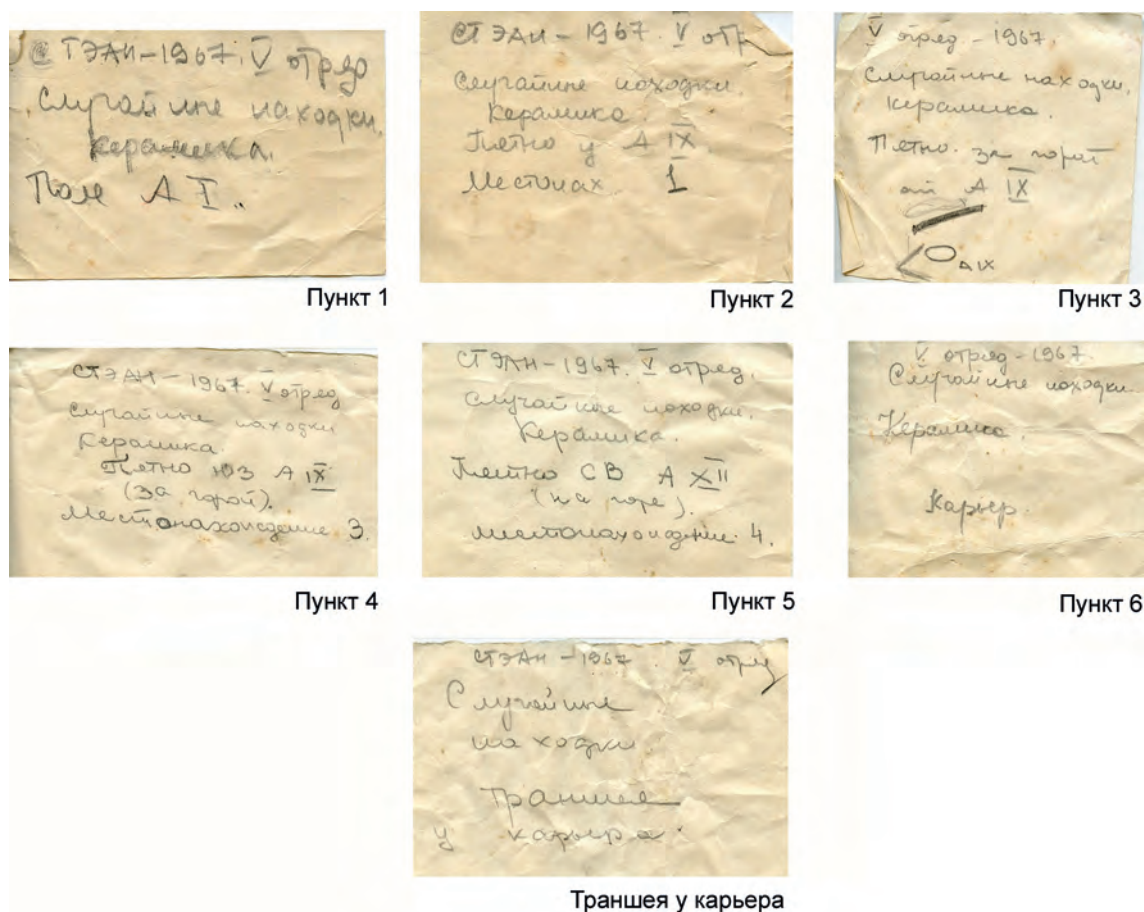 СТЭАН-1967. V отряд
Случайные находки.
Керамика.
Поле А I.
Пункт 1
СТЭАН-1967. V отр
Случайные находки.
Керамика.
Пятно у А IX
Местонах. 1
Пункт 2
V отряд - 1967.
Случайные находки.
Керамика.
Пятно за горой
от А IX
А IX
Пункт 3
СТЭАН-1967. V отряд
Случайные находки
Керамика.
Пятно ЮЗ А IX
(за горой).
Местонахождение 3.
Пункт 4
СТЭАН-1967. V отряд.
Случайные находки.
Керамика.
Пятно СВ А XII
(на горе).
Местонахождение 4.
Пункт 5
V отряд-1967.
Случайные находки.
Керамика.
Карьер.
Пункт 6
СТЭАН-1967. V отряд
Случайные
находки
Траншея
у карьера.
Траншея у карьера